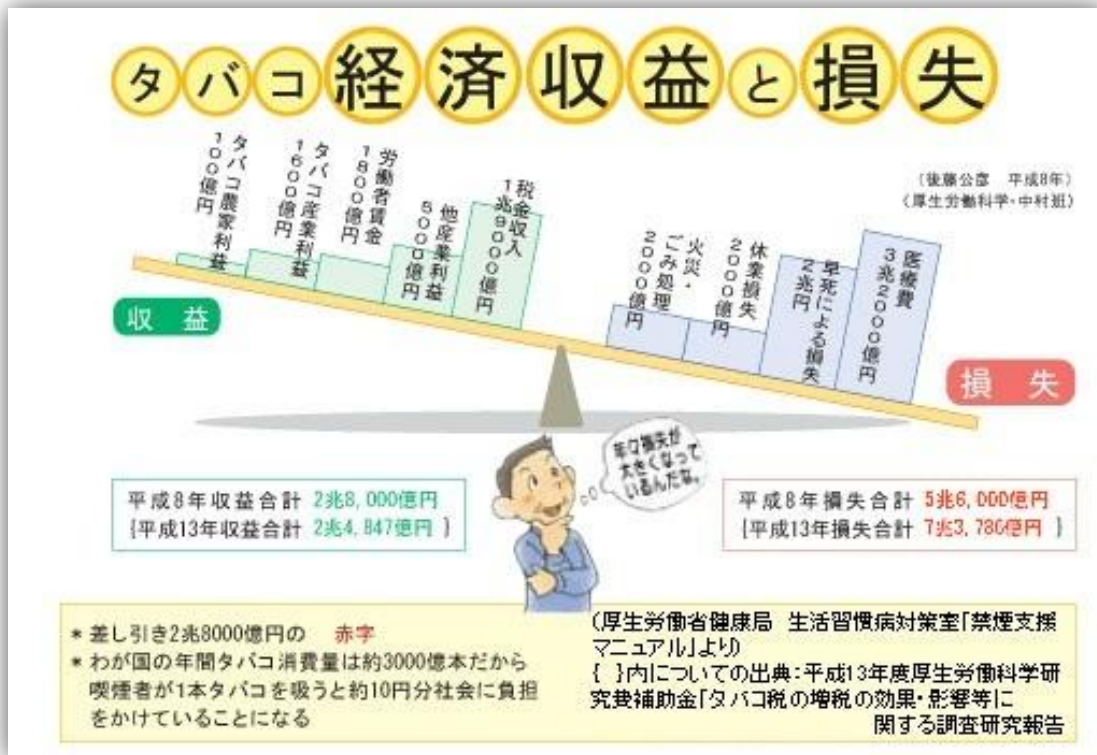 タバコ経済収益と損失
(後藤公彦 平成8年)
(厚生労働科学・中村班)
タバコ農家利益
100億円
タバコ産業利益
1600億円
労働者賃金
1800億円
他産業利益
5000億円
税金収入
1兆9000億円
火災・
ごみ処理
2000億円
休業損失
2000億円
早死による損失
2兆円
医療費
3兆2000億円
収益
損失
年々損失が
大きくなって
いるんだな。
平成8年収益合計 2兆8,000億円
{平成13年収益合計 2兆4,847億円 }
平成8年損失合計 5兆6,000億円
{平成13年損失合計 7兆3,786億円 }
* 差し引き2兆8000億円の 赤字
* わが国の年間タバコ消費量は約3000億本だから
喫煙者が1本タバコを吸うと約10円分社会に負担
をかけていることになる
(厚生労働省健康局 生活習慣病対策室「禁煙支援
マニュアル」より)
{ }内についての出典:平成13年度厚生労働科学研
究費補助金「タバコ税の増税の効果・影響等に
関する調査研究報告